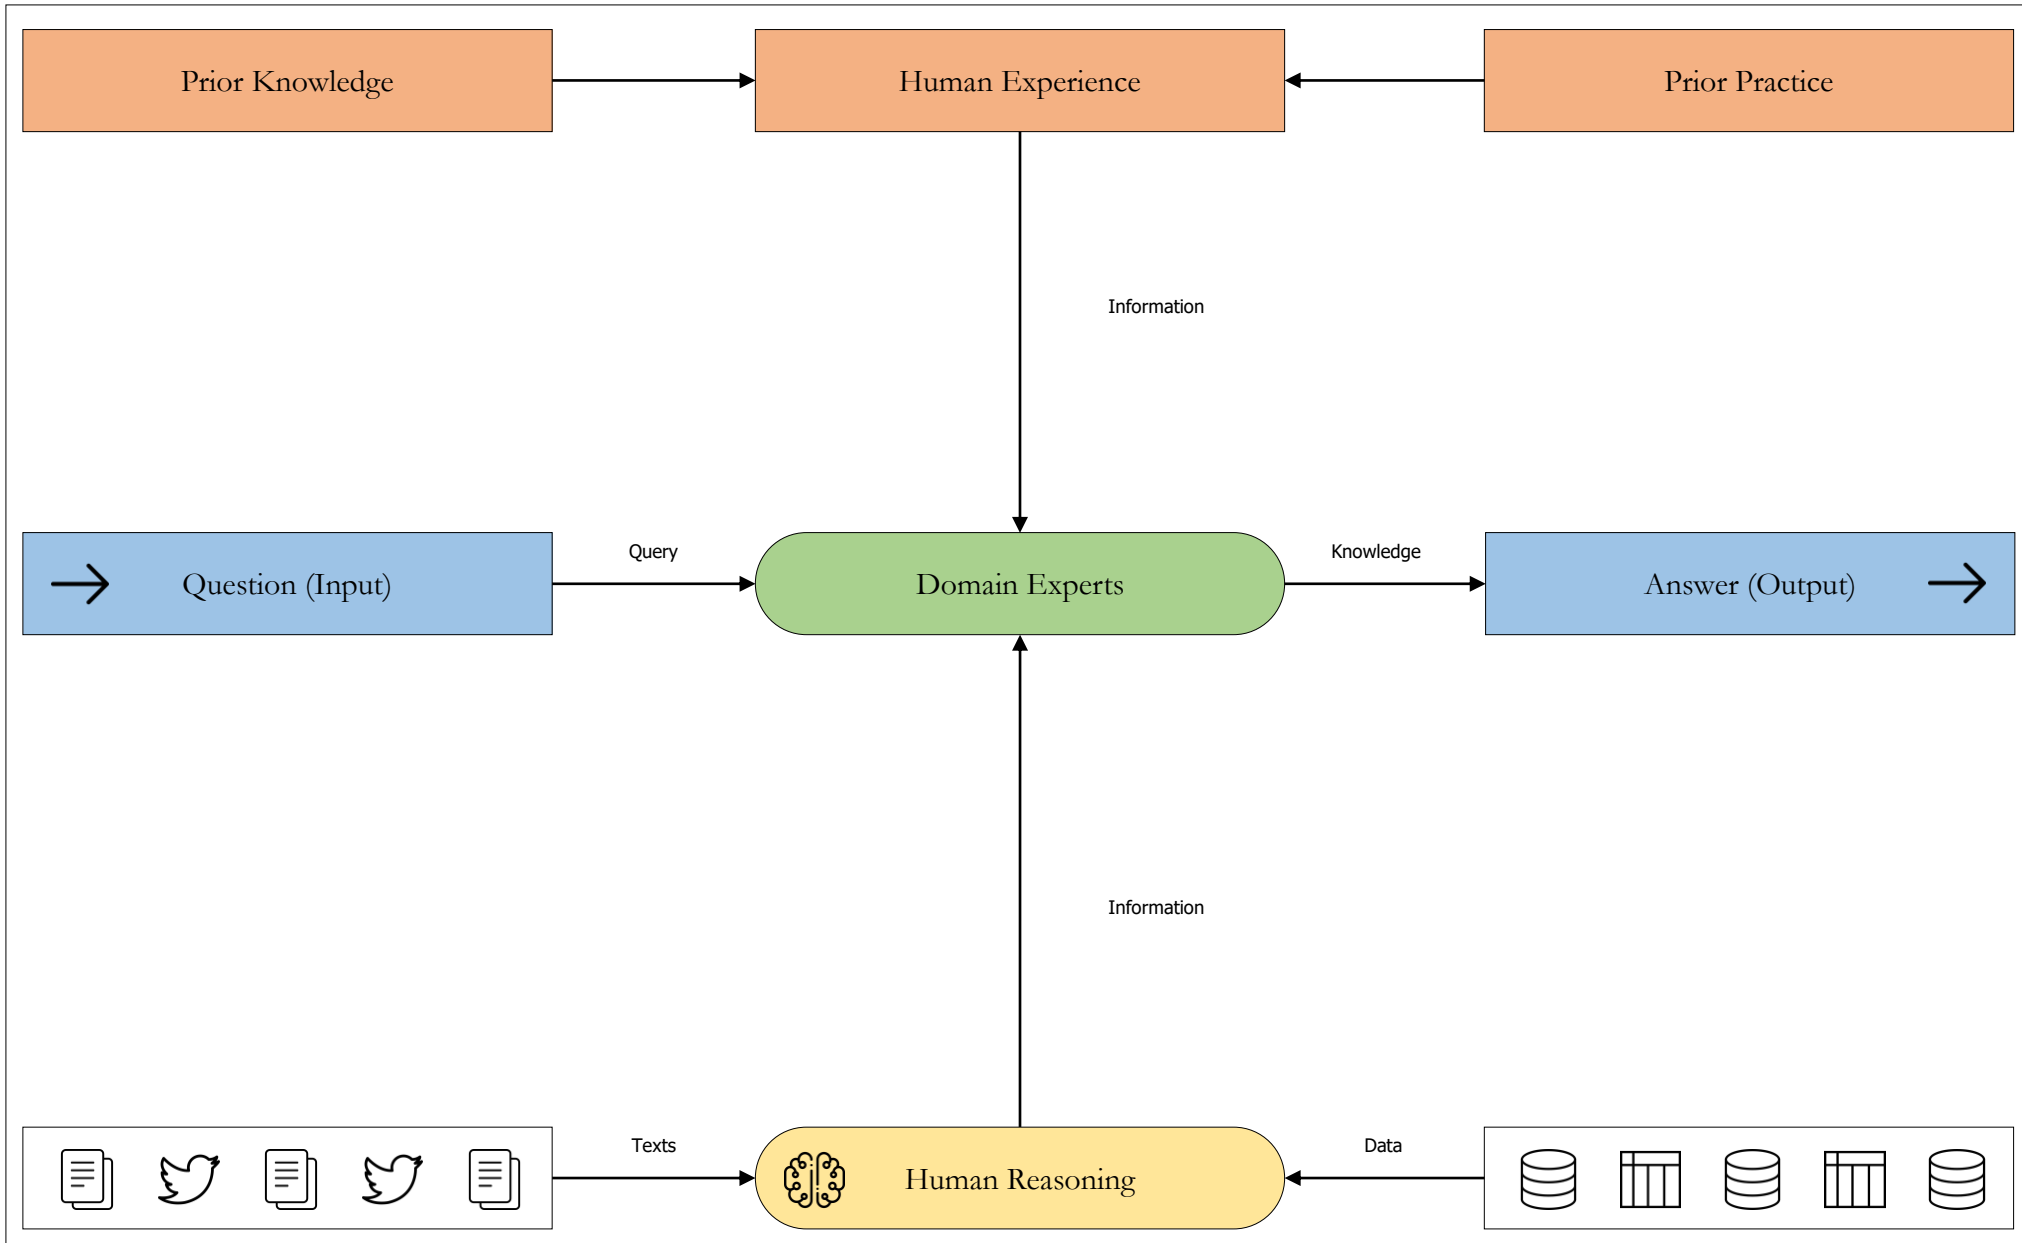 Prior Knowledge
Human Experience
Prior Practice
Information
Question (Input)
Query
Domain Experts
Knowledge
Answer (Output)
Information
Texts
Human Reasoning
Data